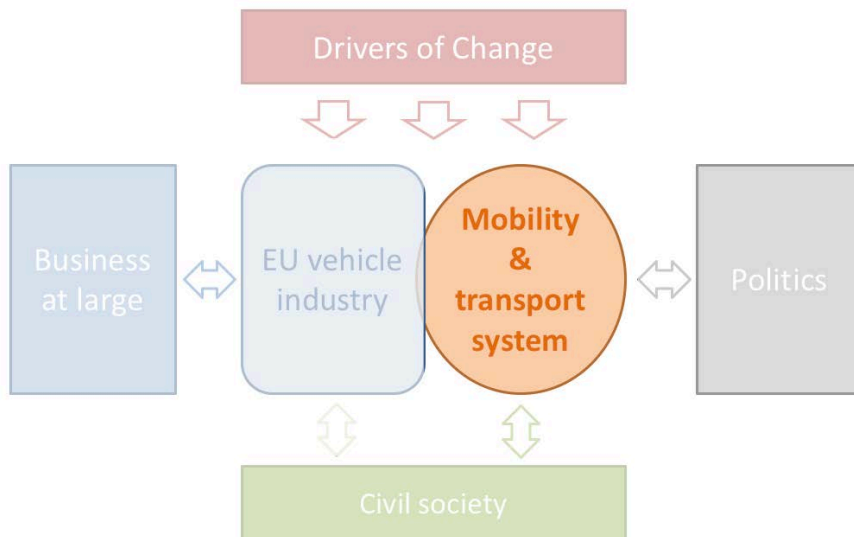 Drivers of Change
Business
at large
EU vehicle
industry
Mobility
&
transport
system
Politics
Civil society